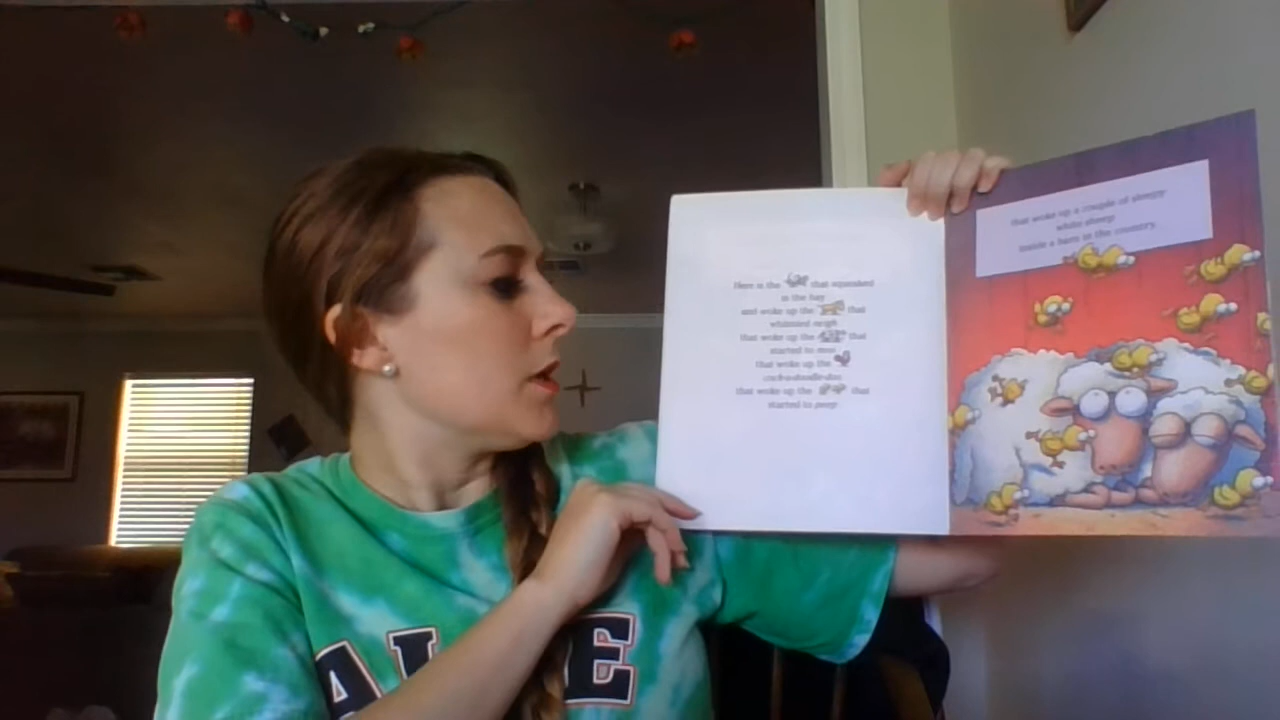 Here is the that squeaked
in the hay
and woke up the that
whinnied neigh
that woke up the that
started to moo
that woke up the
cock-a-doodle-doo
that woke up the that
started to peep
that woke up a couple of sleepy
white sheep
inside a barn in the country.